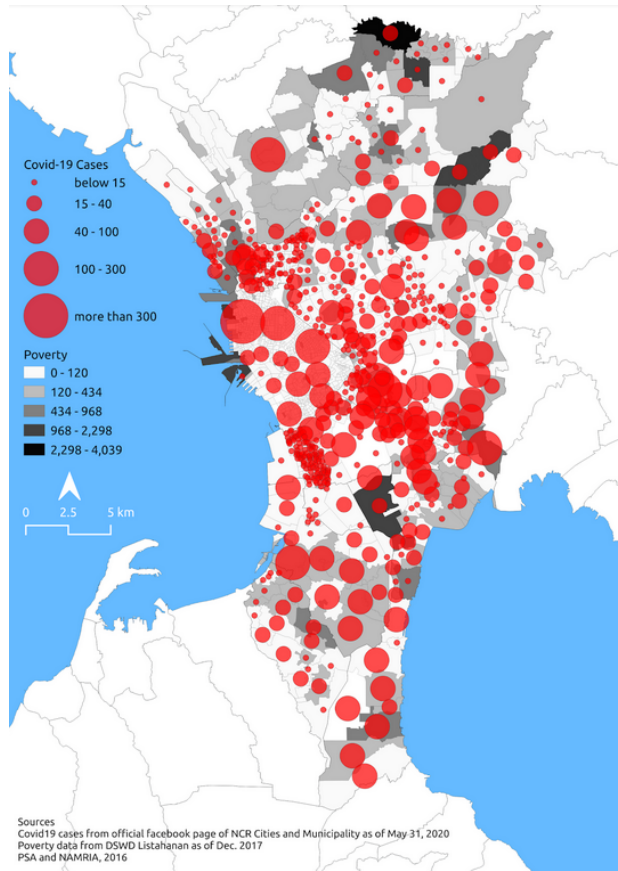 Covid-19 Cases
below 15
15 - 40
40 - 100
100 - 300
more than 300
Poverty
0 - 120
120 - 434
434 - 968
968 - 2,298
2,298 - 4,039
0 2.5 5 km
Sources
Covid19 cases from official facebook page of NCR Cities and Municipality as of May 31, 2020
Poverty data from DSWD Listahanan as of Dec. 2017
PSA and NAMRIA, 2016